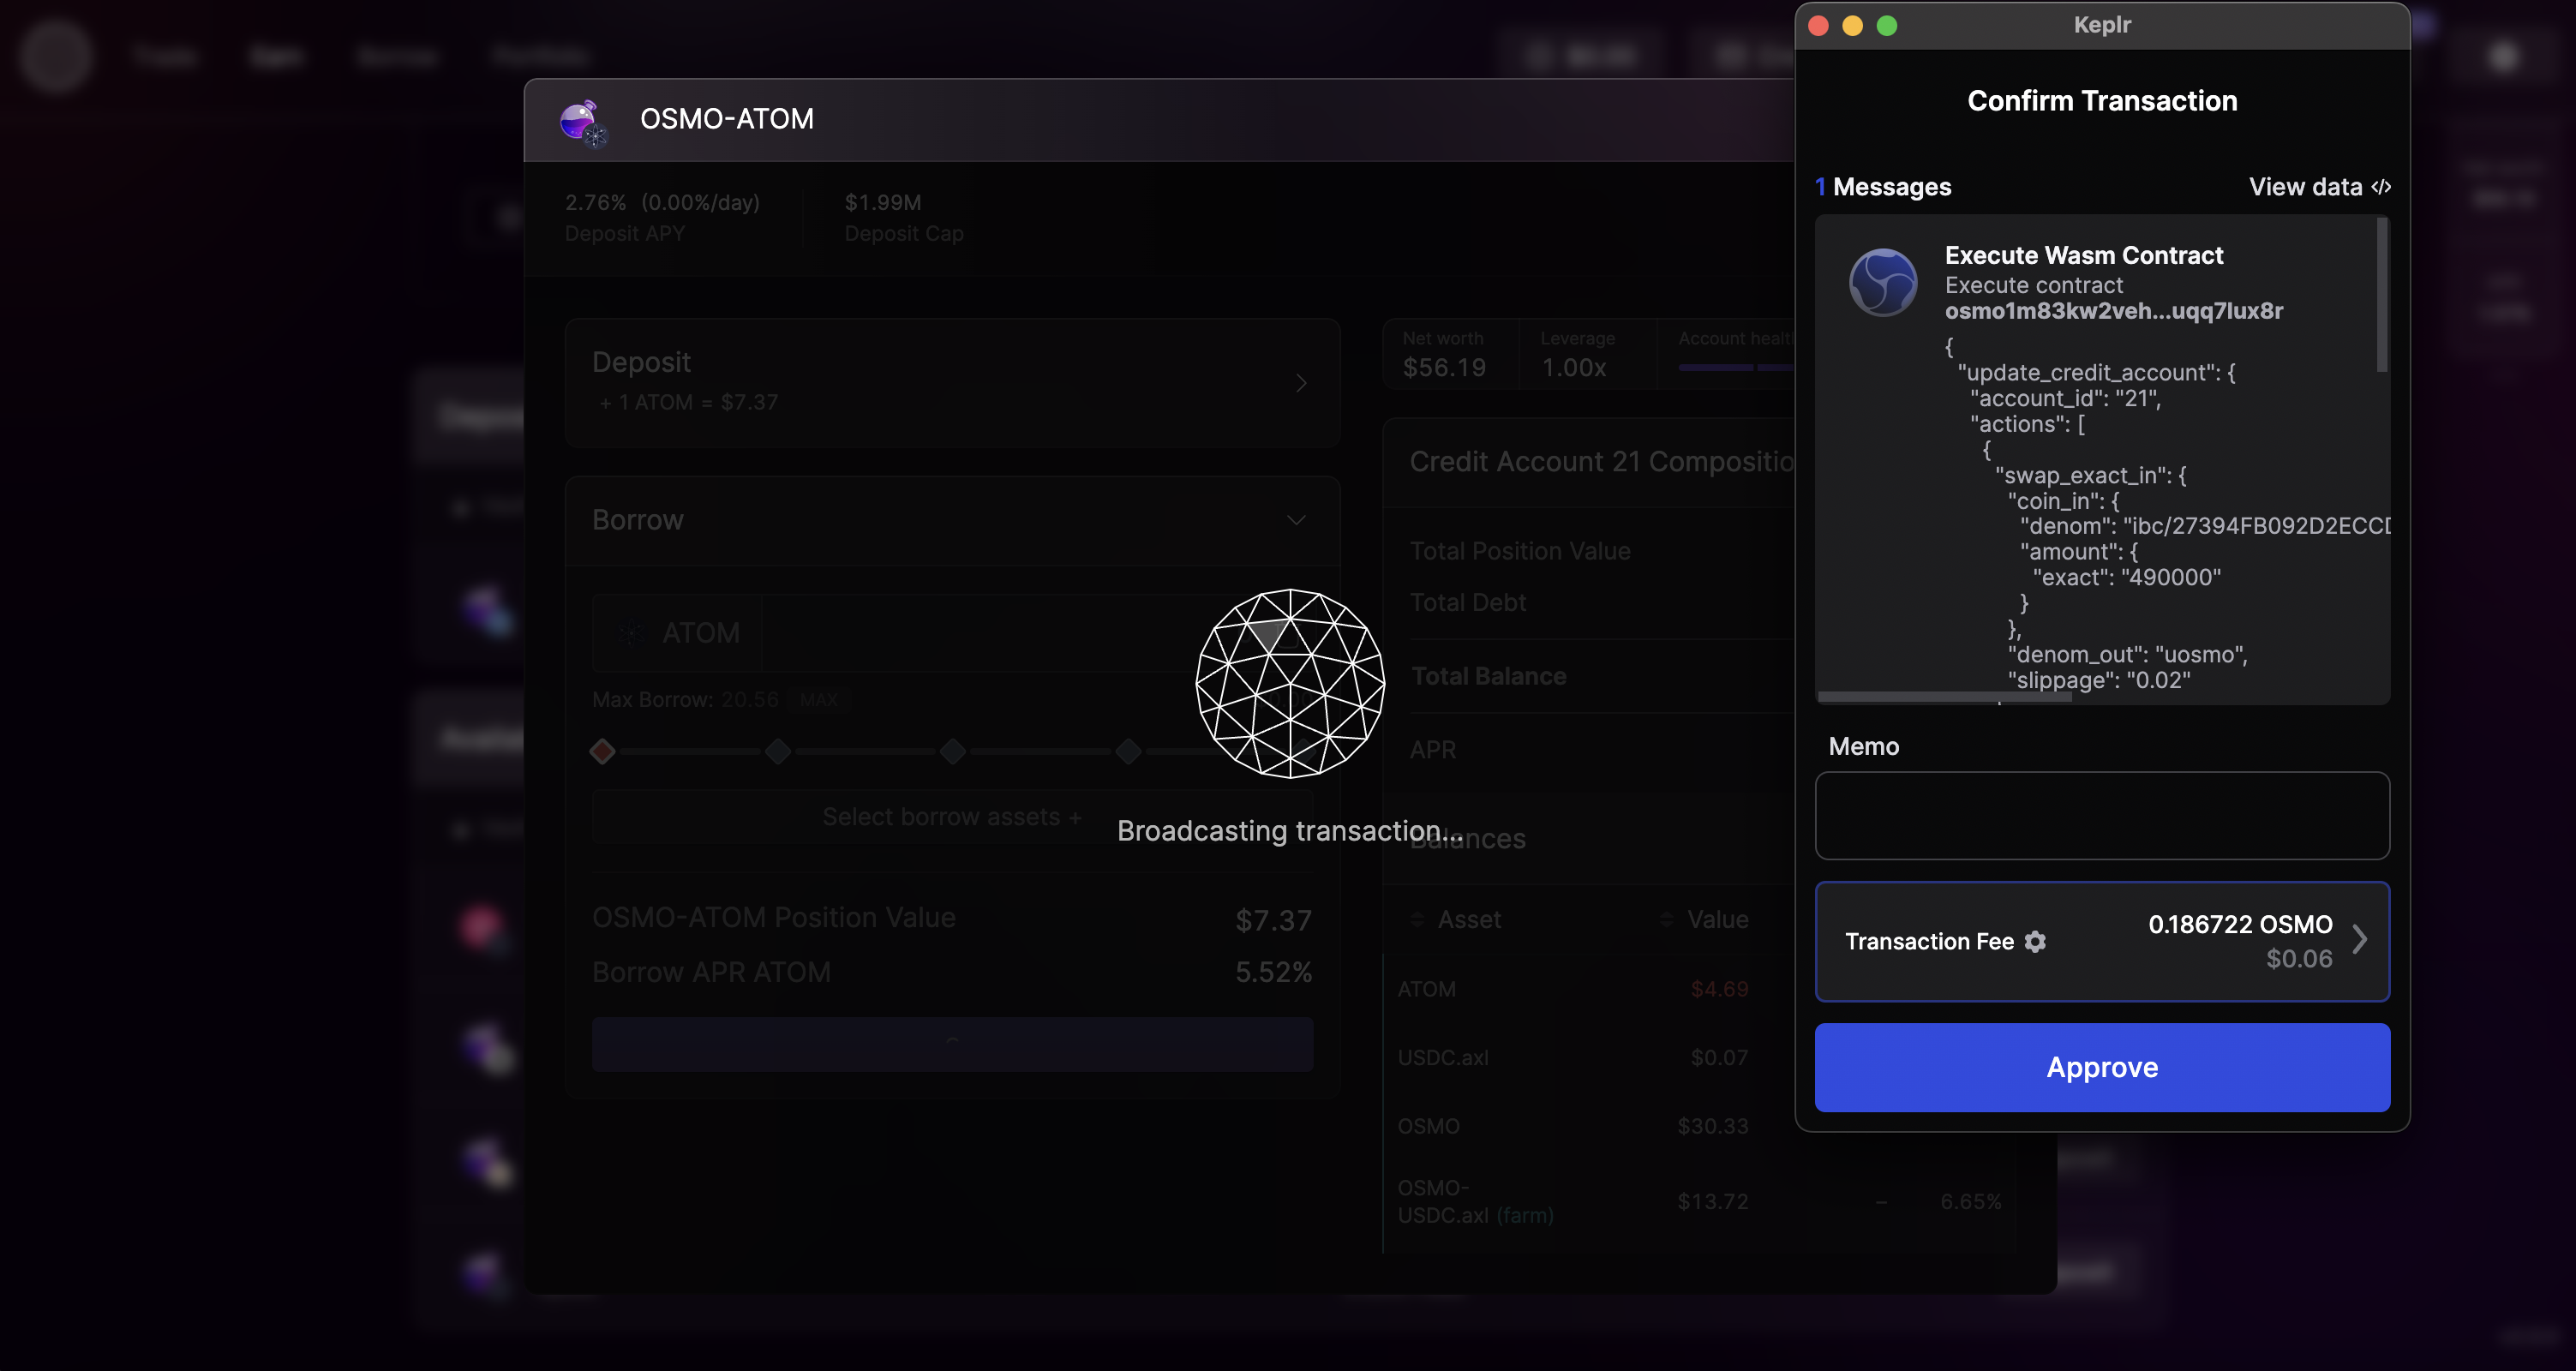 Trade
Earn
Borrow
Portfolio
OSMO-ATOM
2.76% (0.00%/day)
Deposit APY
$1.99M
Deposit Cap
Deposit
+ 1 ATOM = $7.37
Borrow
ATOM
Max Borrow: 20.56 MAX
Select borrow assets +
OSMO-ATOM Position Value $7.37
Borrow APR ATOM 5.52%
Broadcasting transaction...
Net worth
$56.19
Leverage
1.00x
Account healt
Credit Account 21 Compositio
Total Position Value
Total Debt
Total Balance
APR
Balances
Asset Value
ATOM $4.69
USDC.axl $0.07
OSMO $30.33
OSMO-
USDC.axl (farm) $13.72 – 6.65%
Keplr
Confirm Transaction
1 Messages View data </>
Execute Wasm Contract
Execute contract
osmo1m83kw2veh...uqq7lux8r
{
"update_credit_account": {
"account_id": "21",
"actions": [
{
"swap_exact_in": {
"coin_in": {
"denom": "ibc/27394FB092D2ECCD
"amount": {
"exact": "490000"
}
},
"denom_out": "uosmo",
"slippage": "0.02"
Memo
Transaction Fee 0.186722 OSMO
$0.06
Approve